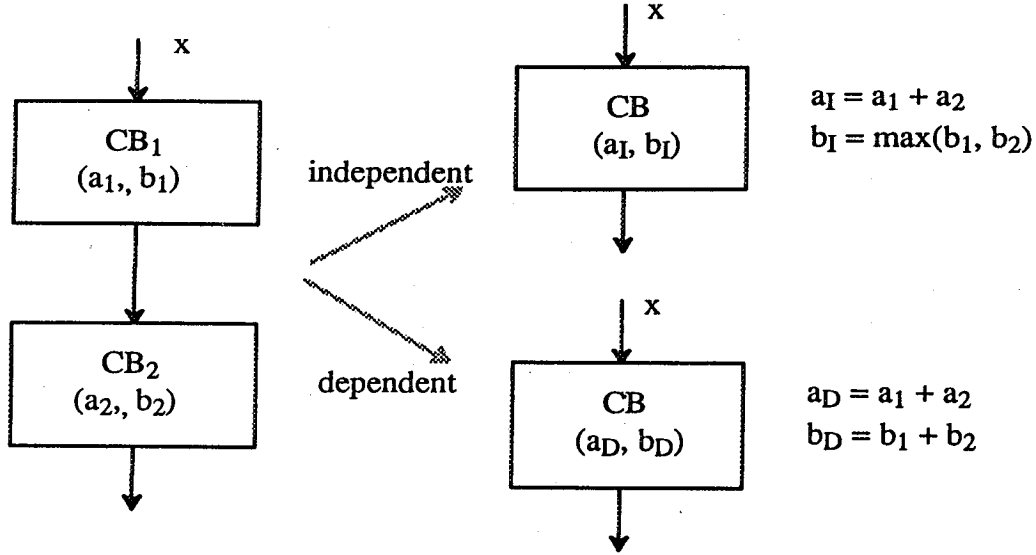 x
CB1
(a1,, b1)
CB2
(a2,, b2)
independent
dependent
x
CB
(aI, bI)
aI = a1 + a2
bI = max(b1, b2)
x
CB
(aD, bD)
aD = a1 + a2
bD = b1 + b2